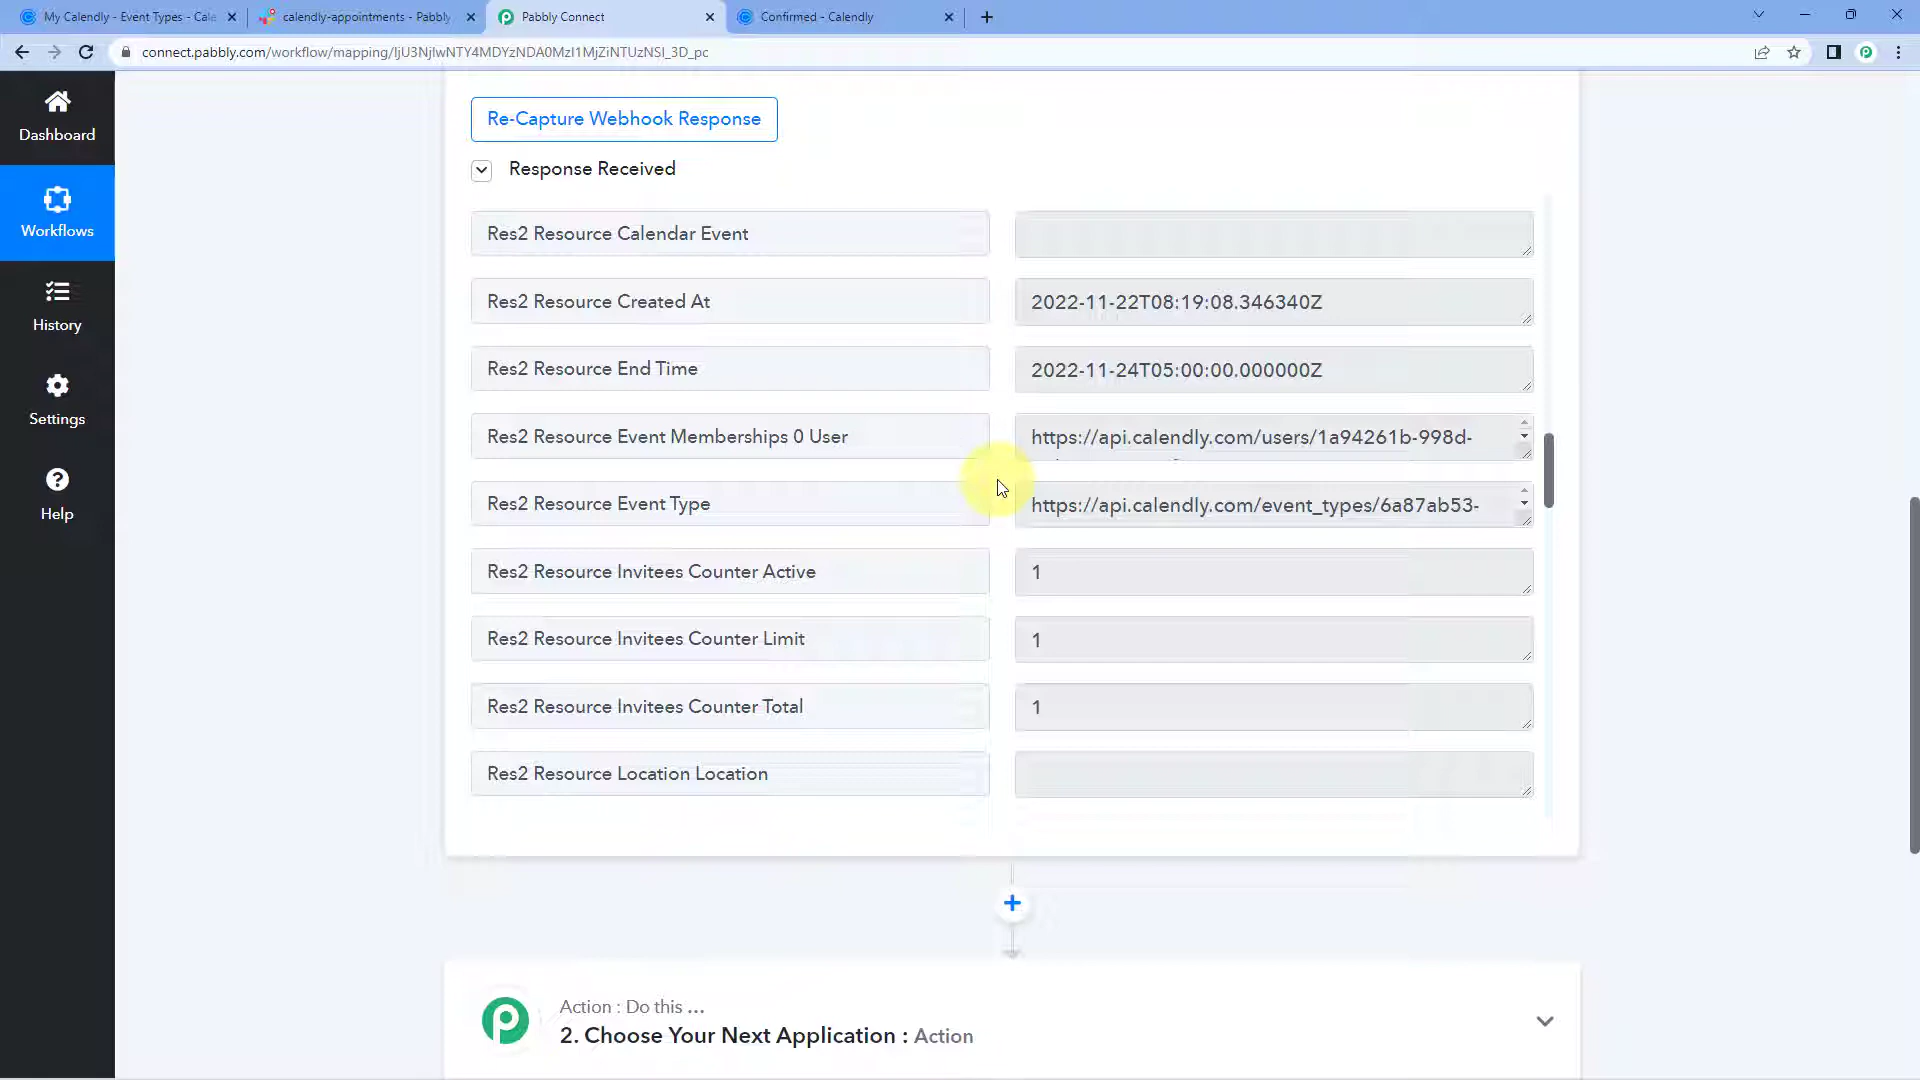 My Calendly - Event Types - Cale
calendly-appointments - Pabbly
Pabbly Connect
Confirmed - Calendly
connect.pabbly.com/workflow/mapping/IjU3NjIwNTY4MDYzNDA0MzI1MjZiNTUzNSI_3D_pc
Dashboard
Workflows
History
Settings
Help
Re-Capture Webhook Response
Response Received
Res2 Resource Calendar Event
Res2 Resource Created At
2022-11-22T08:19:08.346340Z
Res2 Resource End Time
2022-11-24T05:00:00.000000Z
Res2 Resource Event Memberships 0 User
https://api.calendly.com/users/1a94261b-998d-
Res2 Resource Event Type
https://api.calendly.com/event_types/6a87ab53-
Res2 Resource Invitees Counter Active
1
Res2 Resource Invitees Counter Limit
1
Res2 Resource Invitees Counter Total
1
Res2 Resource Location Location
Action : Do this ...
2. Choose Your Next Application : Action